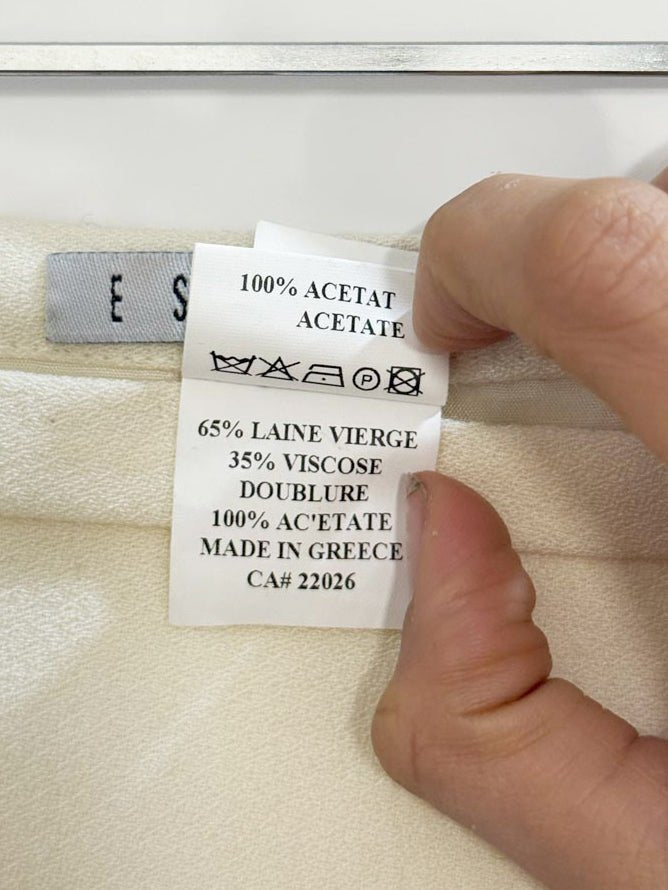 E S
100% ACETAT
ACETATE
P
65% LAINE VIERGE
35% VISCOSE
DOUBLURE
100% AC'ETATE
MADE IN GREECE
CA# 22026